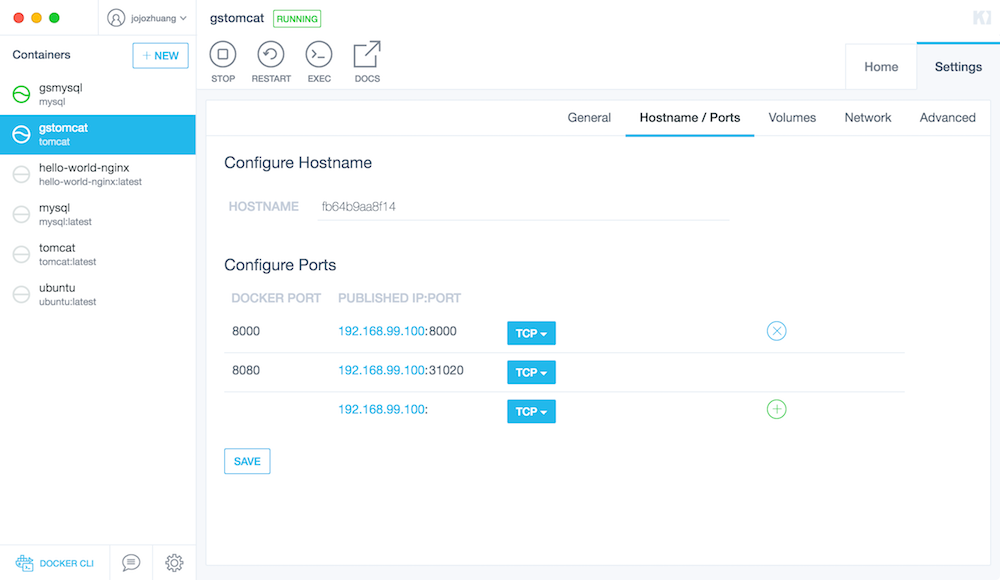 jojozhuang
gstomcat RUNNING
Containers
+ NEW
STOP RESTART EXEC DOCS
Home Settings
gsmysql
mysql
gstomcat
tomcat
hello-world-nginx
hello-world-nginx:latest
mysql
mysql:latest
tomcat
tomcat:latest
ubuntu
ubuntu:latest
General Hostname / Ports Volumes Network Advanced
Configure Hostname
HOSTNAME fb64b9aa8f14
Configure Ports
DOCKER PORT PUBLISHED IP:PORT
8000 192.168.99.100:8000 TCP
8080 192.168.99.100:31020 TCP
192.168.99.100: TCP
SAVE
DOCKER CLI